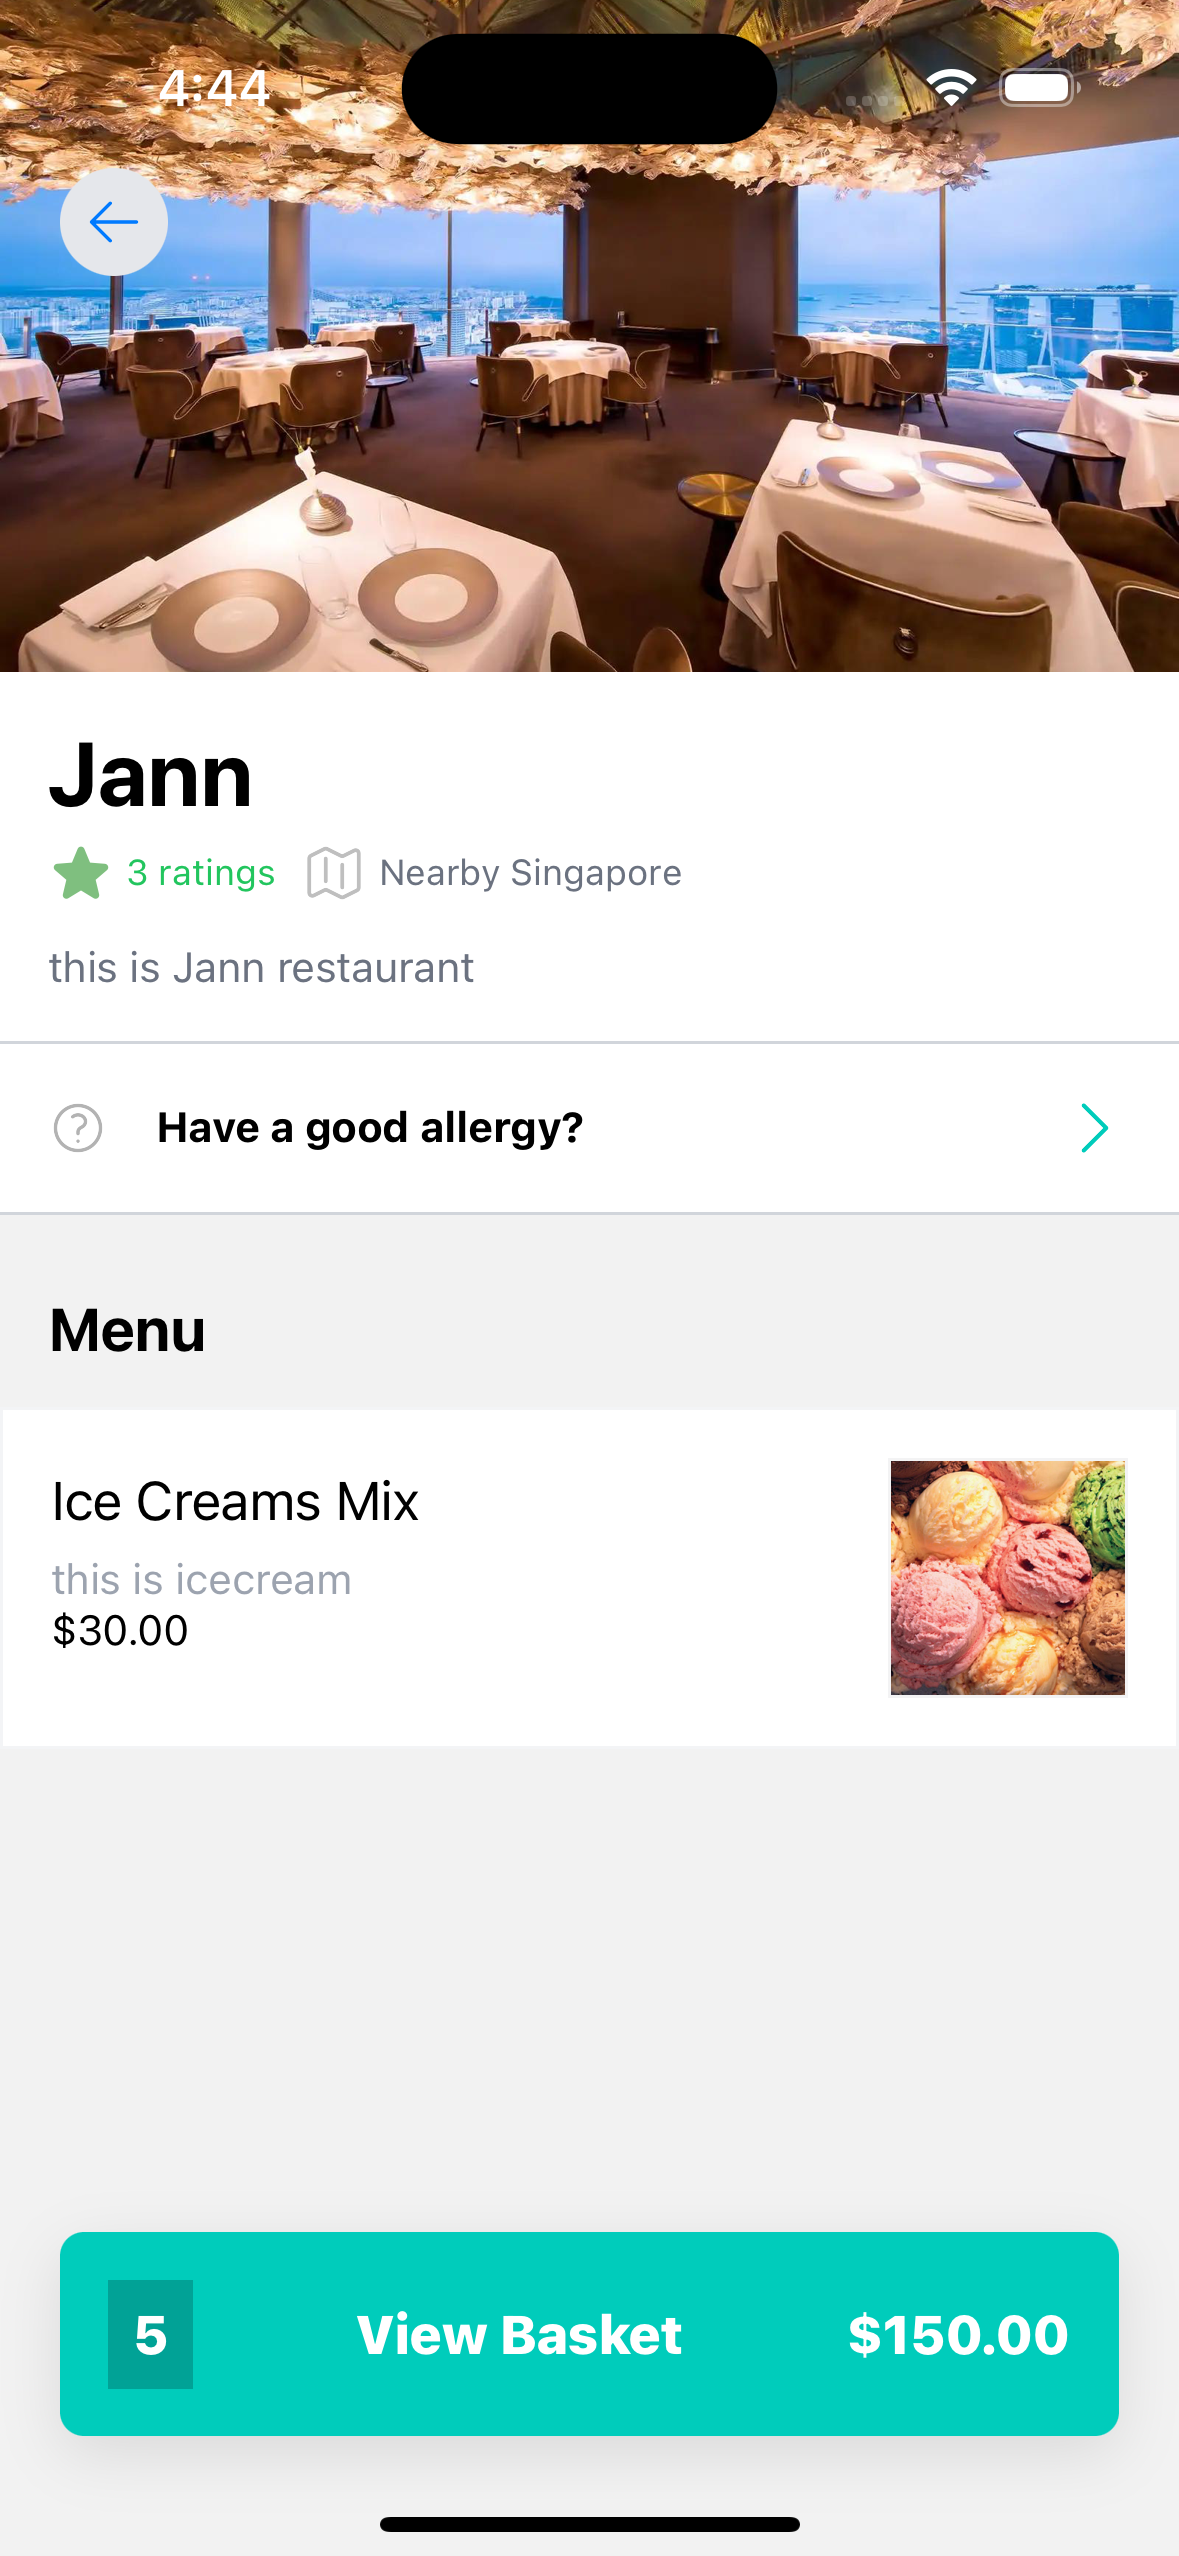 4:44
Jann
3 ratings Nearby Singapore
this is Jann restaurant
Have a good allergy?
Menu
Ice Creams Mix
this is icecream
$30.00
5 View Basket $150.00